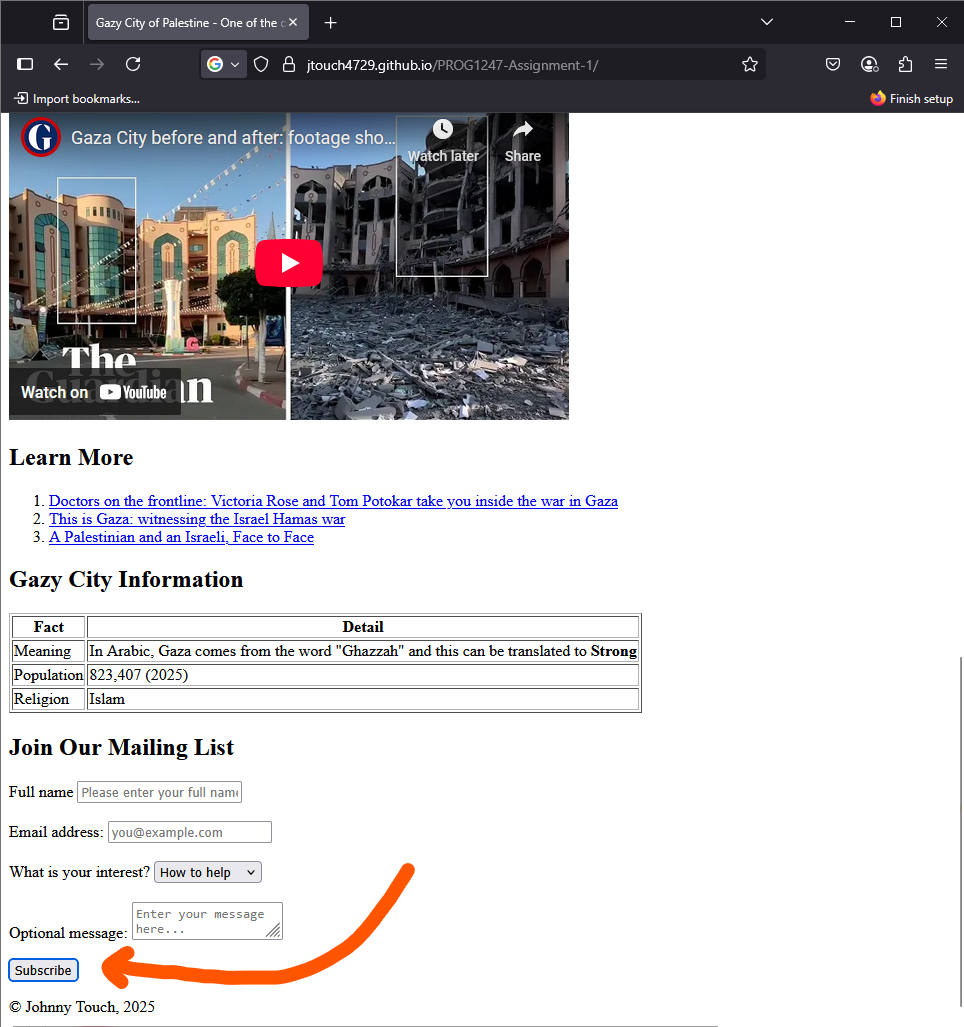 Gazy City of Palestine - One of the
jtouch4729.github.io/PROG1247-Assignment-1/
Import bookmarks...
Finish setup
G Gaza City before and after: footage sho...
Watch later
Share
The
Guardian
Watch on YouTube
Learn More
1. Doctors on the frontline: Victoria Rose and Tom Potokar take you inside the war in Gaza
2. This is Gaza: witnessing the Israel Hamas war
3. A Palestinian and an Israeli, Face to Face
Gazy City Information
Fact Detail
Meaning In Arabic, Gaza comes from the word "Ghazzah" and this can be translated to Strong
Population 823,407 (2025)
Religion Islam
Join Our Mailing List
Full name Please enter your full name
Email address: you@example.com
What is your interest? How to help
Optional message: Enter your message
here...
Subscribe
© Johnny Touch, 2025